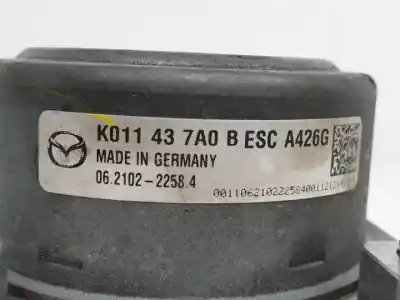 K011 43 7A0 B ESC A426G
MADE IN GERMANY
06.2102-2258.4